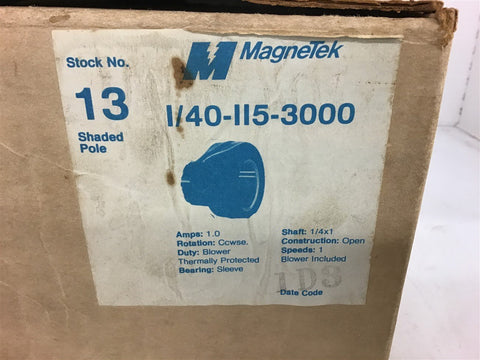 Stock No.
MagneTek
13
1/40-115-3000
Shaded
Pole
Amps: 1.0
Rotation: Ccwse.
Duty: Blower
Thermally Protected
Bearing: Sleeve
Shaft: 1/4x1
Construction: Open
Speeds: 1
Blower Included
1D3
Date Code